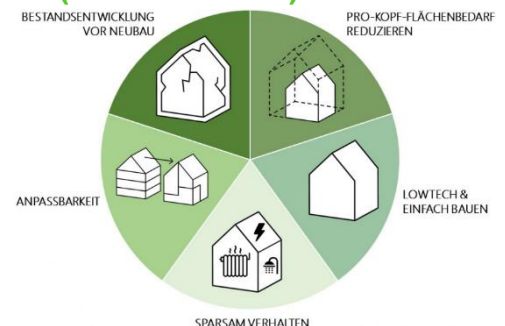 BESTANDSENTWICKLUNG
VOR NEUBAU
PRO-KOPF-FLÄCHENBEDARF
REDUZIEREN
ANPASSBARKEIT
LOWTECH &
EINFACH BAUEN
SPARSAM VERHALTEN